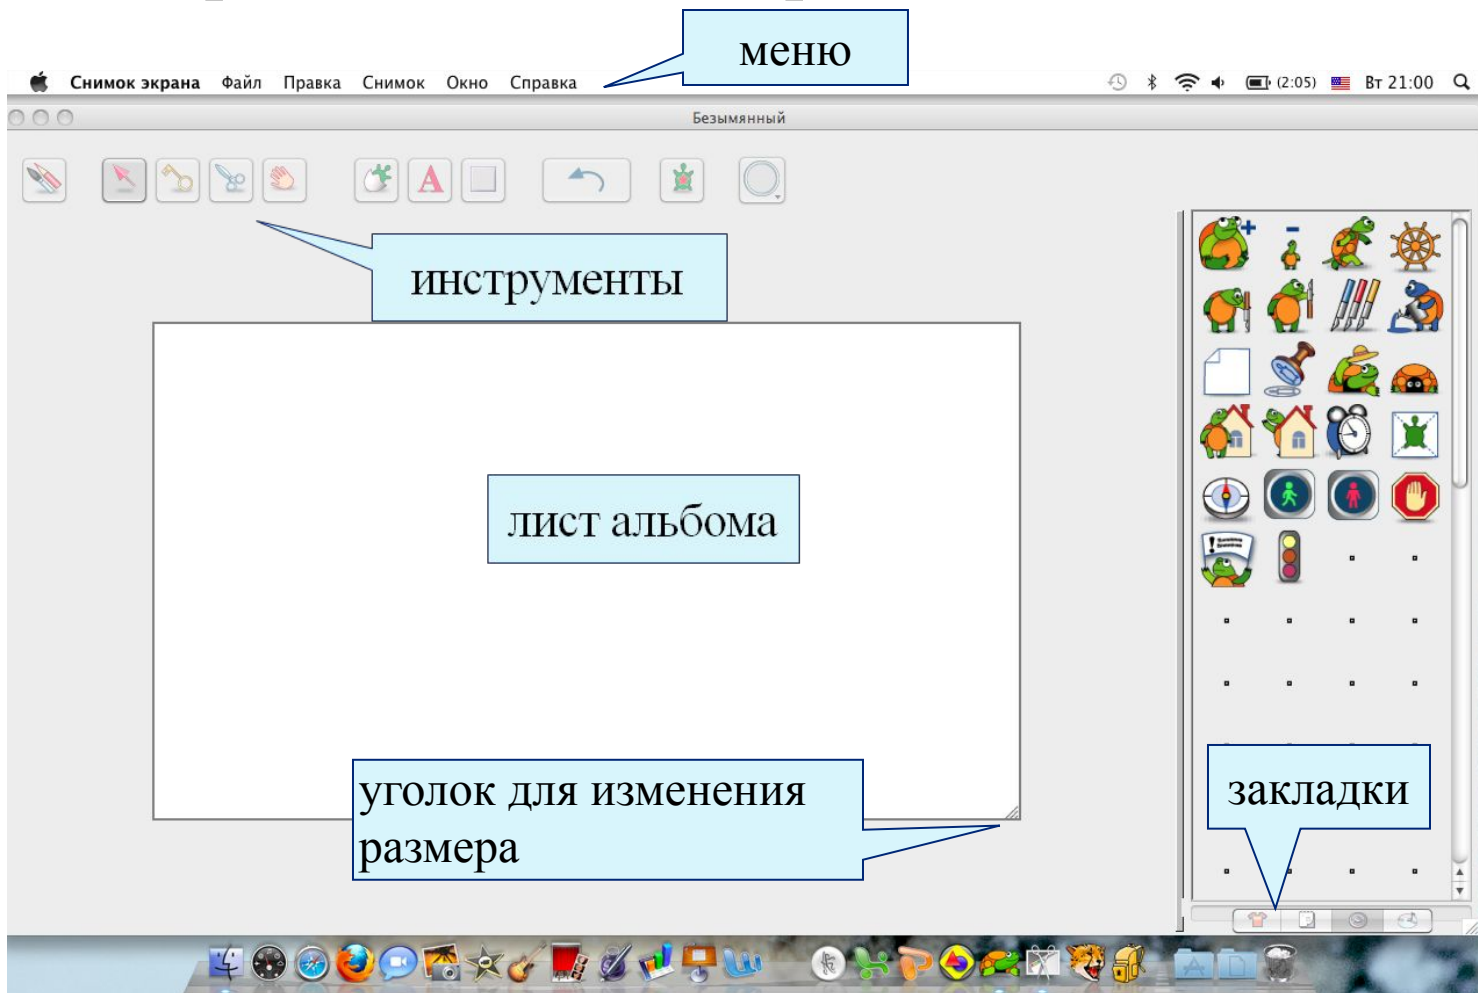 меню
Снимок экрана Файл Правка Снимок Окно Справка (2:05) Вт 21:00
Безымянный
A
инструменты
лист альбома
уголок для изменения
размера
закладки